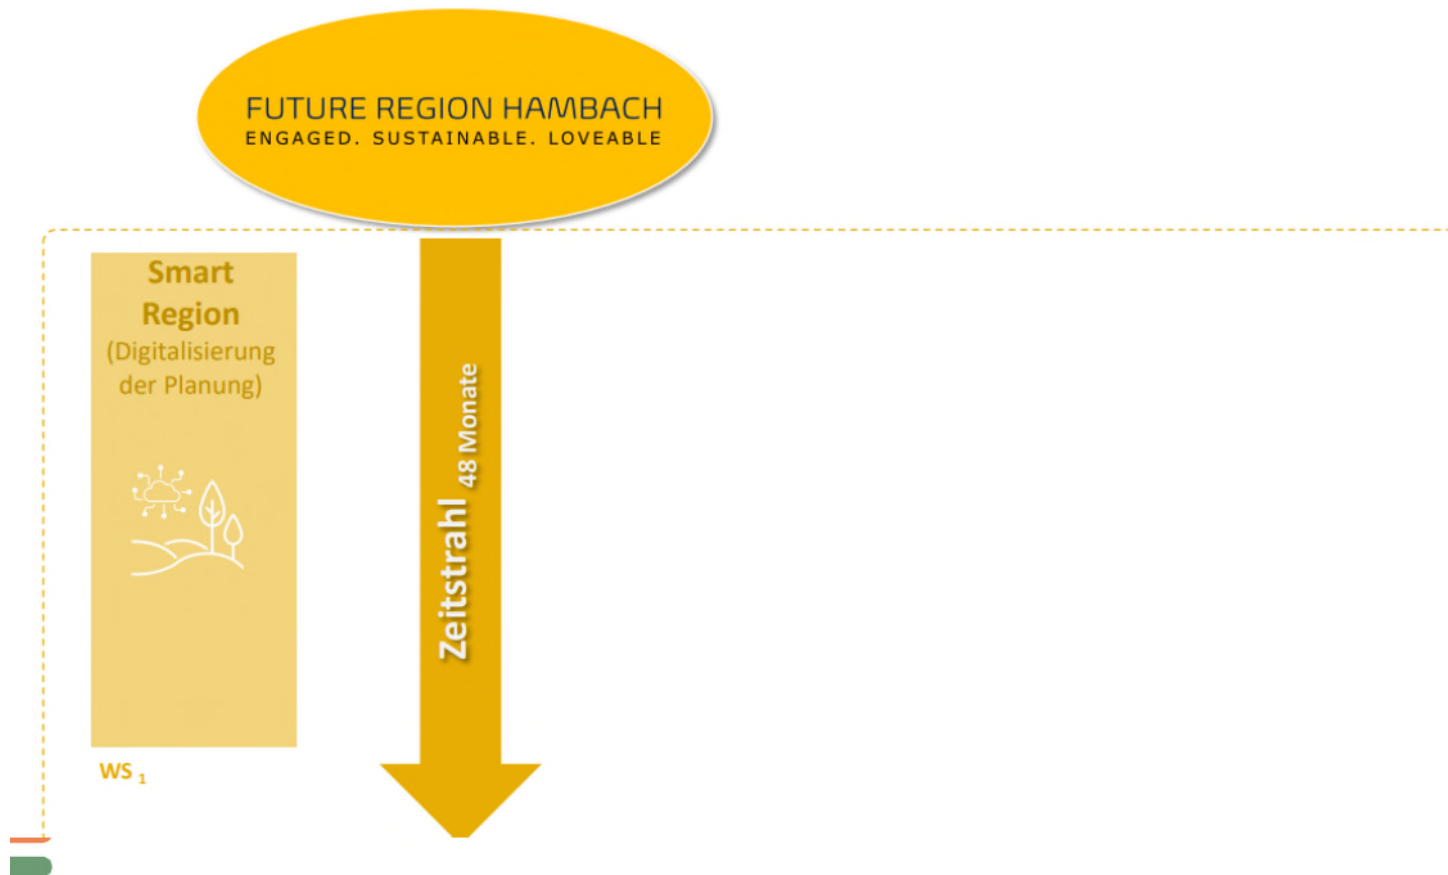 FUTURE REGION HAMBACH
ENGAGED. SUSTAINABLE. LOVEABLE
Smart
Region
(Digitalisierung
der Planung)
Zeitstrahl 48 Monate
WS 1